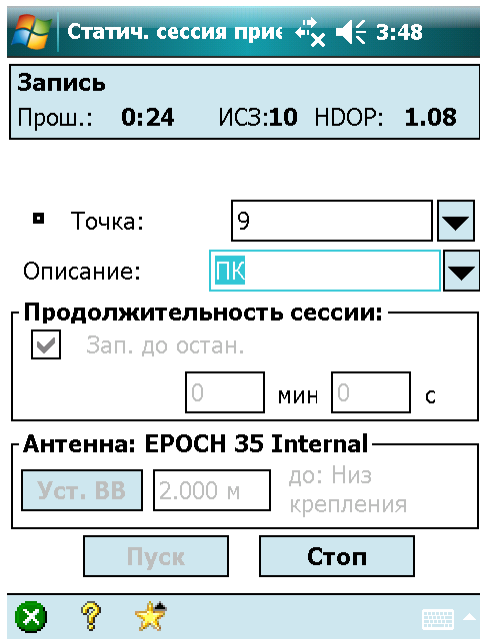 Статич. сессия прие 3:48
Запись
Прош.: 0:24 ИСЗ:10 HDOP: 1.08
Точка: 9
Описание: ПК
Продолжительность сессии:
Зап. до остан.
0 мин 0 с
Антенна: EPOCH 35 Internal
Уст. ВВ 2.000 м до: Низ крепления
Пуск Стоп